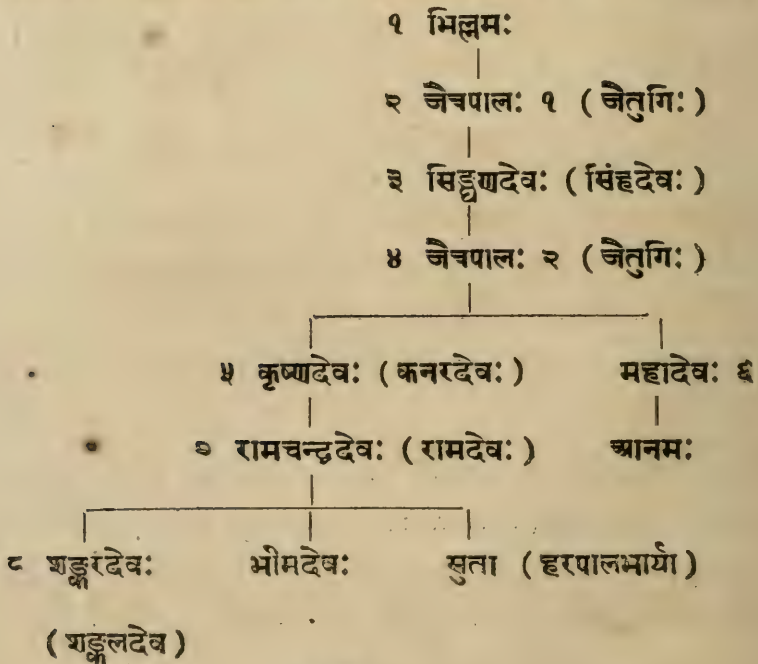 १ भिल्लमः
२ जैत्रपालः १ (जैतुगिः)
३ सिङ्घणदेवः (सिंहदेवः)
४ जैत्रपालः २ (जैतुगिः)
५ कृष्णदेवः (कनरदेवः) महादेवः ६
७ रामचन्द्रदेवः (रामदेवः) आनमः
८ शङ्करदेवः भीमदेवः सुता (हरपालभार्या)
(शङ्कलदेव)